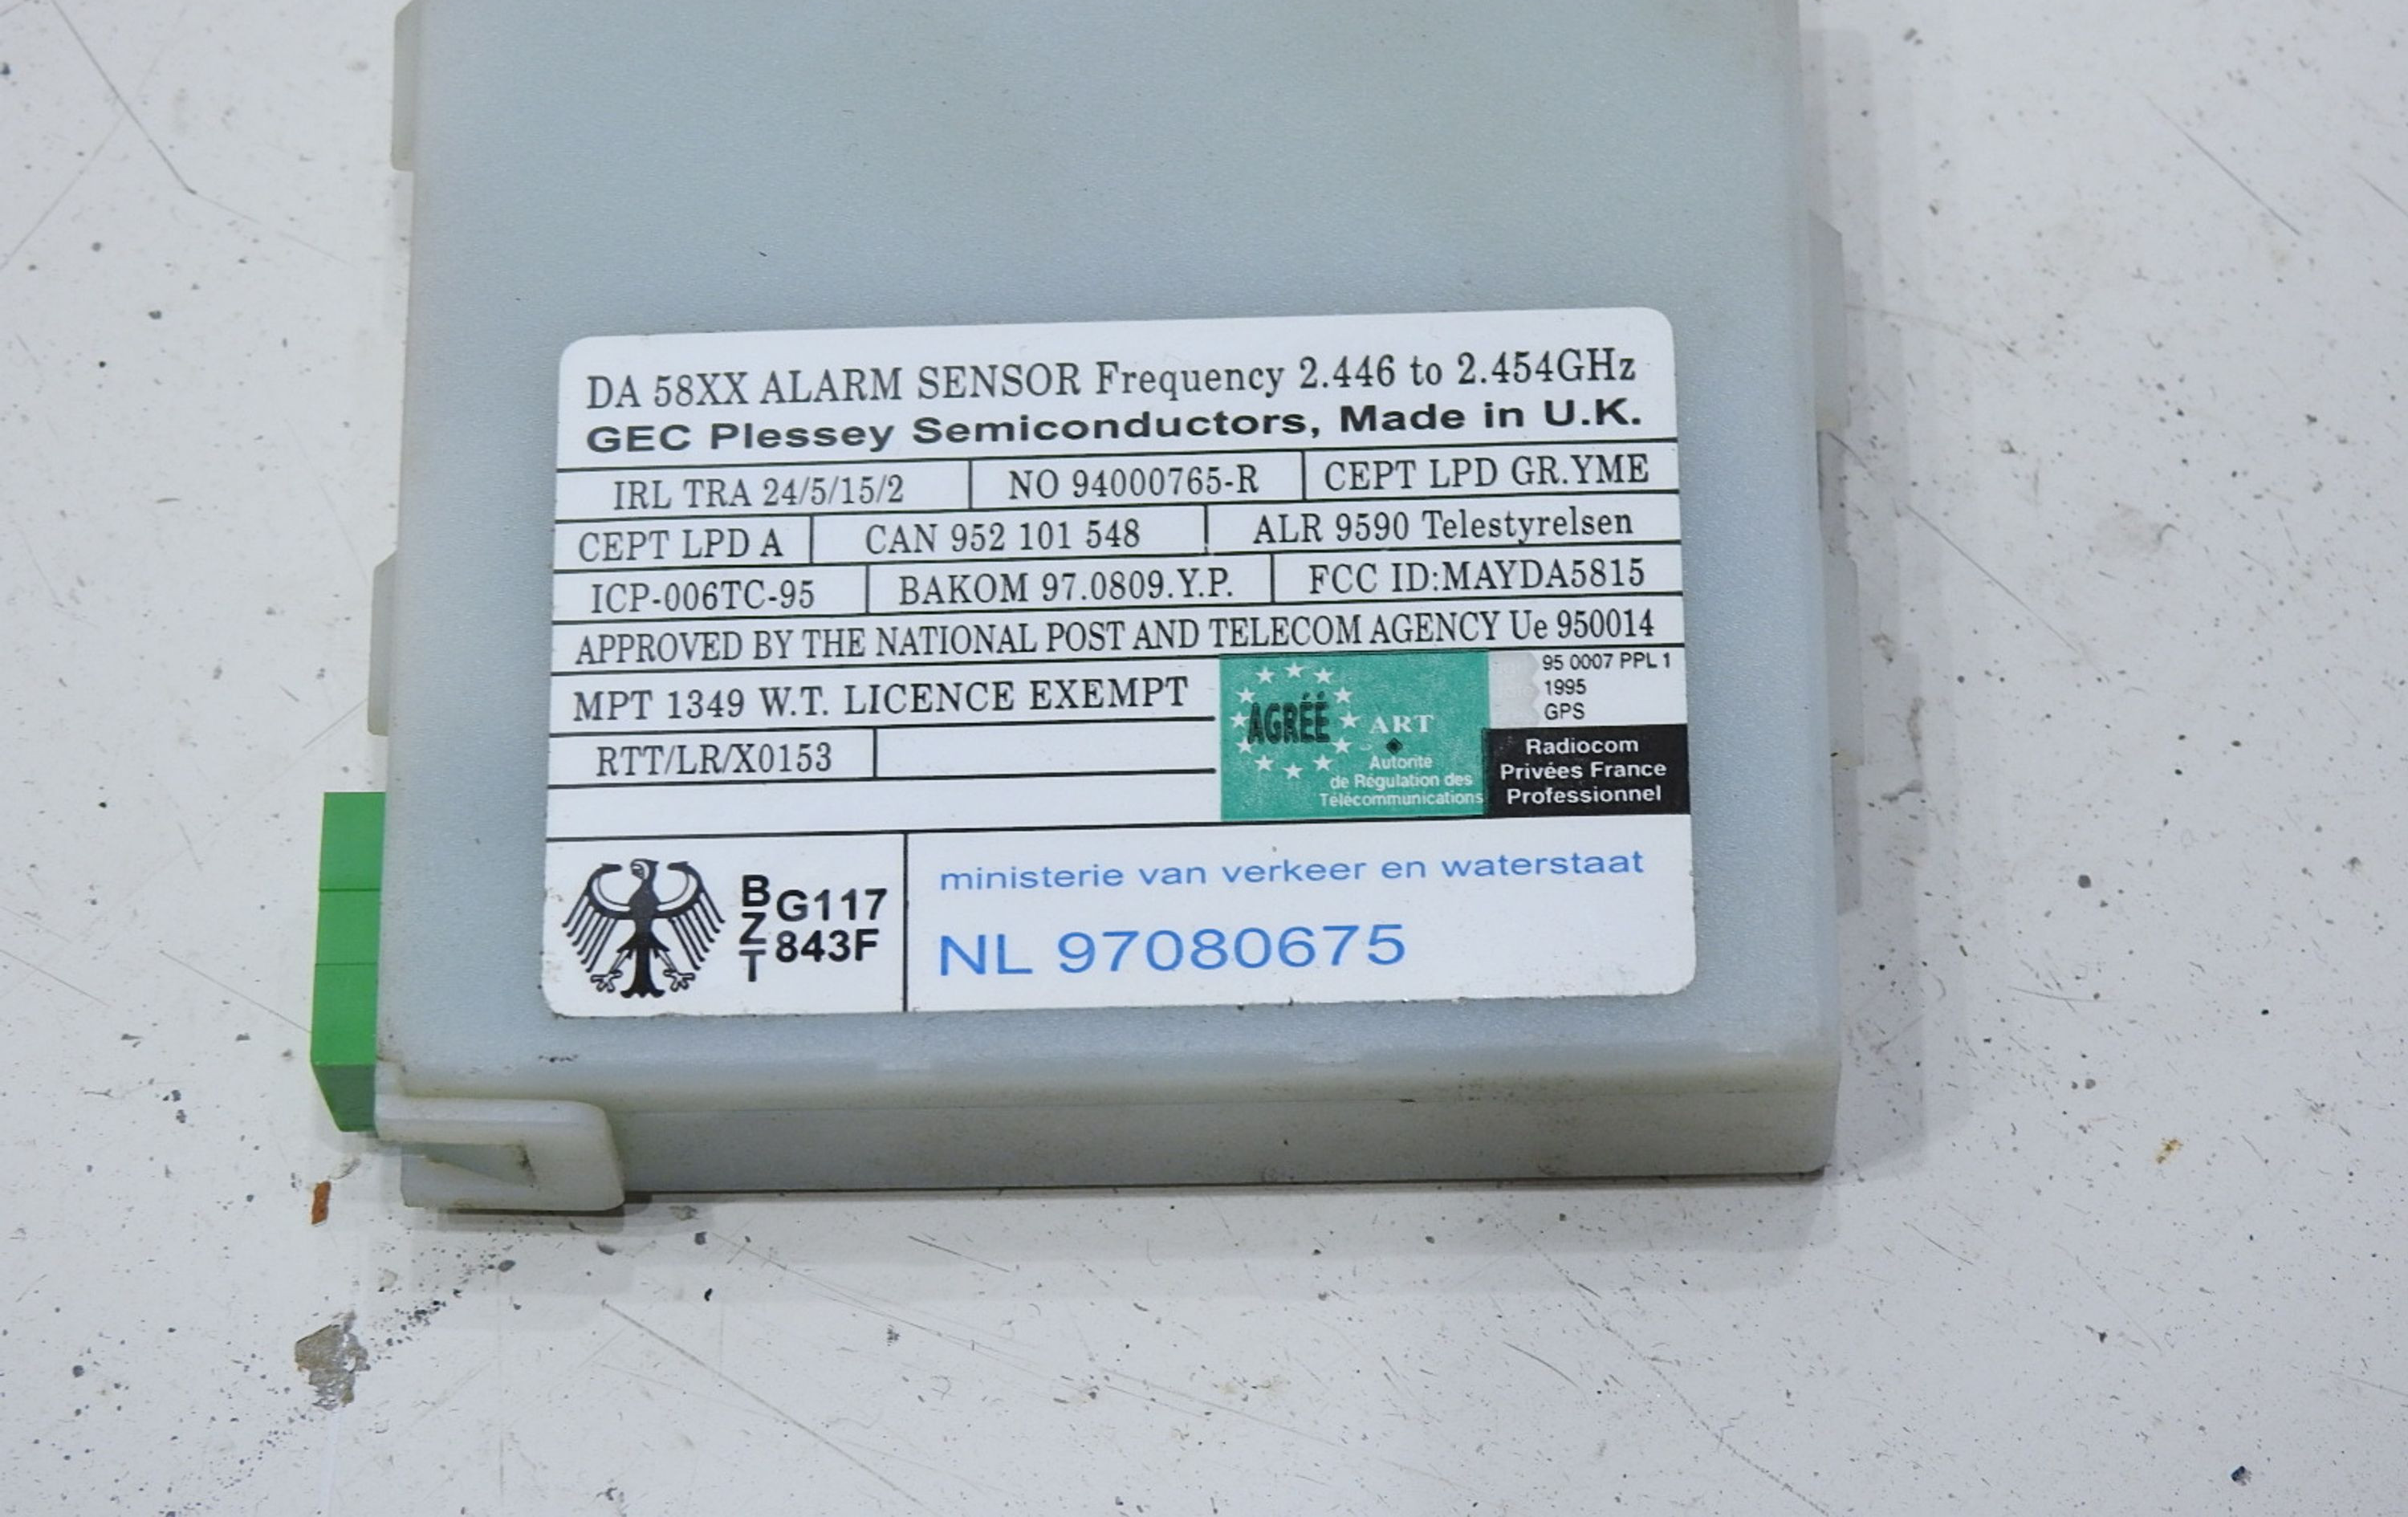 DA 58XX ALARM SENSOR Frequency 2.446 to 2.454GHz
GEC Plessey Semiconductors, Made in U.K.
IRL TRA 24/5/15/2 NO 94000765-R CEPT LPD GR.YME
CEPT LPD A CAN 952 101 548 ALR 9590 Telestyrelsen
ICP-006TC-95 BAKOM 97.0809.Y.P. FCC ID:MAYDA5815
APPROVED BY THE NATIONAL POST AND TELECOM AGENCY Ue 950014
MPT 1349 W.T. LICENCE EXEMPT
RTT/LR/X0153
AGRÉÉ
ART
Autorité
de Régulation des
Télécommunications
95 0007 PPL 1
1995
GPS
Radiocom
Privées France
Professionnel
BZT
G117
843F
ministerie van verkeer en waterstaat
NL 97080675